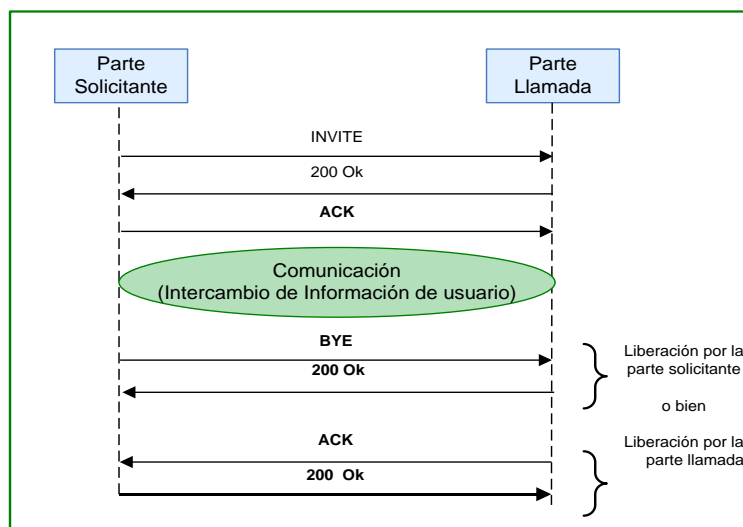 Parte
Solicitante
Parte
Llamada
INVITE
200 Ok
ACK
Comunicación
(Intercambio de Información de usuario)
BYE
200 Ok
Liberación por la
parte solicitante
o bien
ACK
200 Ok
Liberación por la
parte llamada